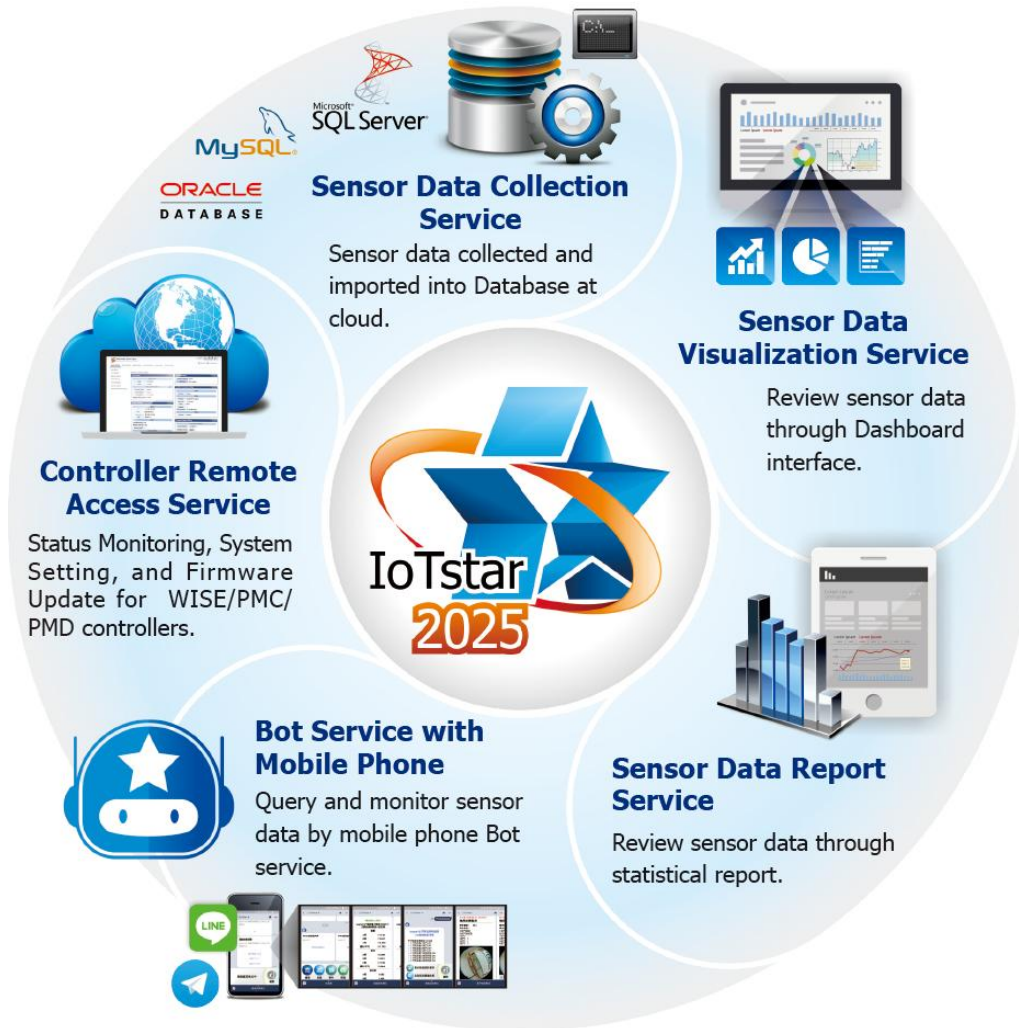 C:\_
Microsoft®
SQL Server®
MySQL®
ORACLE
DATABASE
Sensor Data Collection
Service
Sensor data collected and
imported into Database at
cloud.
Sensor Data
Visualization Service
Review sensor data
through Dashboard
interface.
Controller Remote
Access Service
Status Monitoring, System
Setting, and Firmware
Update for WISE/PMC/
PMD controllers.
IoTstar
2025
Bot Service with
Mobile Phone
Query and monitor sensor
data by mobile phone Bot
service.
LINE
Sensor Data Report
Service
Review sensor data through
statistical report.